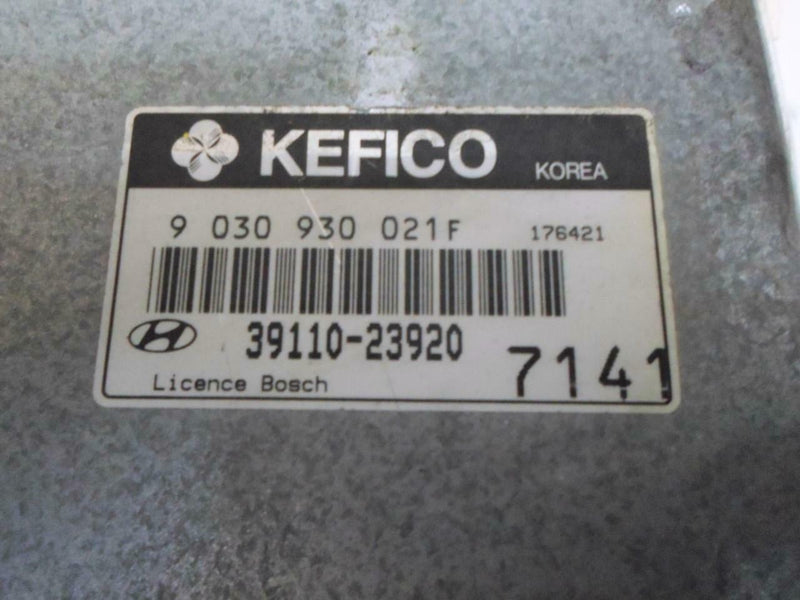 KEFICO KOREA
9 030 930 021F 176421
39110-23920 7141
Licence Bosch